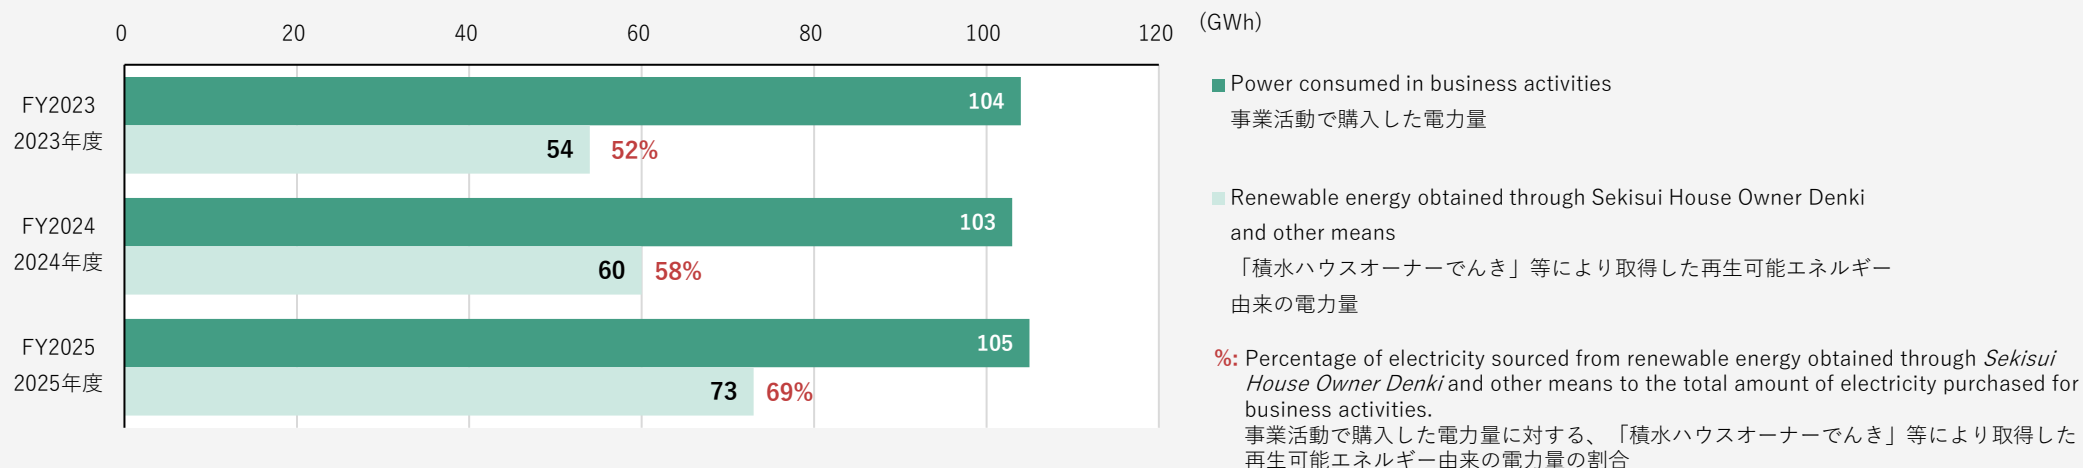 0 20 40 60 80 100 120 (GWh)
FY2023
2023年度
104
54 52%
FY2024
2024年度
103
60 58%
FY2025
2025年度
105
73 69%
Power consumed in business activities
事業活動で購入した電力量
Renewable energy obtained through Sekisui House Owner Denki
and other means
「積水ハウスオーナーでんき」等により取得した再生可能エネルギー
由来の電力量
%: Percentage of electricity sourced from renewable energy obtained through Sekisui
House Owner Denki and other means to the total amount of electricity purchased for
business activities.
事業活動で購入した電力量に対する、「積水ハウスオーナーでんき」等により取得した
再生可能エネルギー由来の電力量の割合